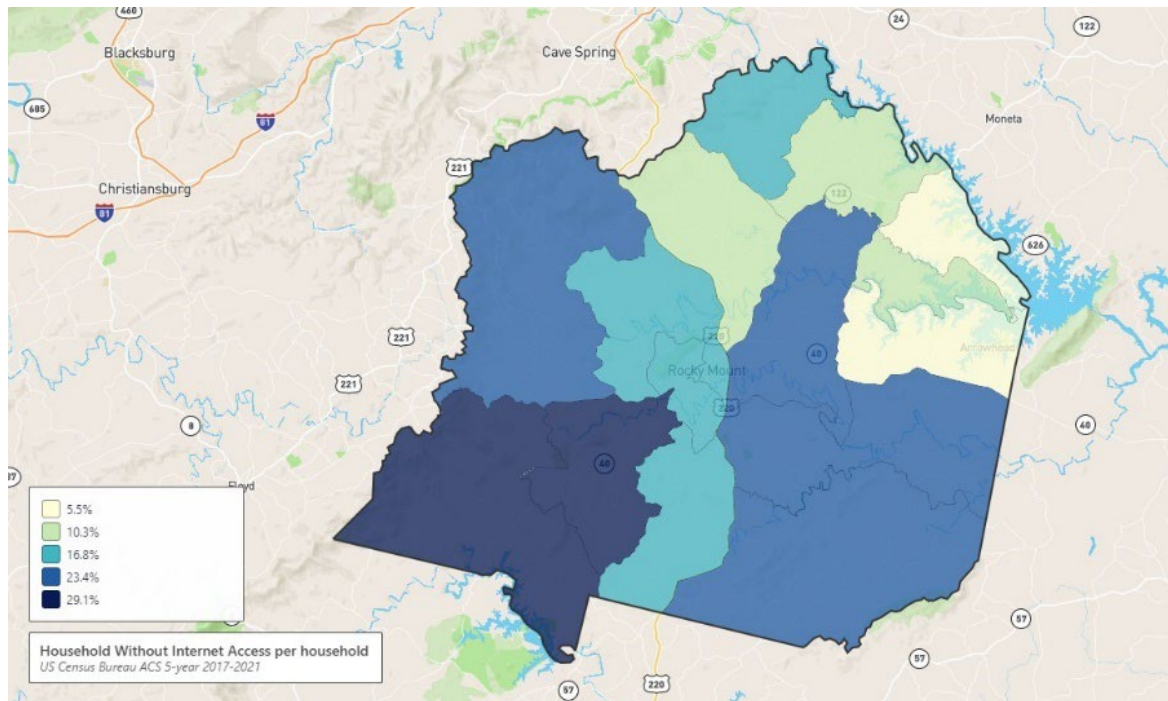 460
24
122
Blacksburg
Cave Spring
685
81
Moneta
221
Christiansburg
81
122
626
221
220
40
Arrowhead
221
Rocky Mount
220
8
40
40
Floyd
5.5%
10.3%
16.8%
23.4%
29.1%
57
Household Without Internet Access per household
US Census Bureau ACS 5-year 2017-2021
57
57
220